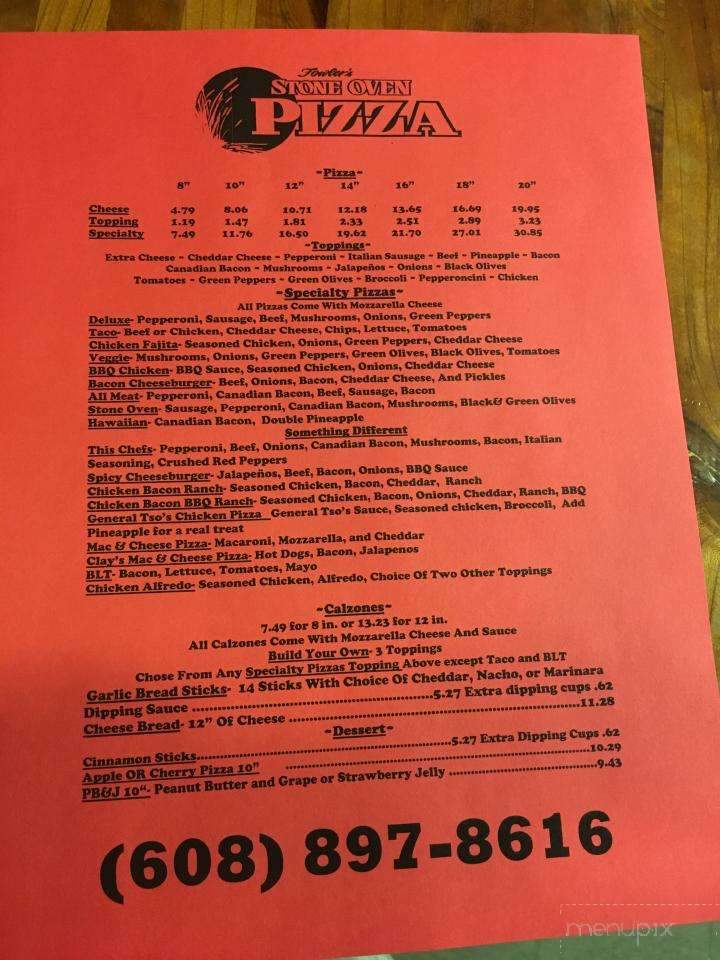 Fowler's
STONE OVEN
PIZZA
~Pizza~
8” 10” 12” 14” 16” 18” 20”
Cheese 4.79 8.06 10.71 12.18 13.65 16.69 19.95
Topping 1.19 1.47 1.81 2.33 2.51 2.89 3.23
Specialty 7.49 11.76 16.50 19.62 21.70 27.01 30.85
~Toppings~
Extra Cheese ~ Cheddar Cheese ~ Pepperoni ~ Italian Sausage ~ Beef ~ Pineapple ~ Bacon
Canadian Bacon ~ Mushrooms ~ Jalapeños ~ Onions ~ Black Olives
Tomatoes ~ Green Peppers ~ Green Olives ~ Broccoli ~ Pepperoncini ~ Chicken
~Specialty Pizzas~
All Pizzas Come With Mozzarella Cheese
Deluxe- Pepperoni, Sausage, Beef, Mushrooms, Onions, Green Peppers
Taco- Beef or Chicken, Cheddar Cheese, Chips, Lettuce, Tomatoes
Chicken Fajita- Seasoned Chicken, Onions, Green Peppers, Cheddar Cheese
Veggie- Mushrooms, Onions, Green Peppers, Green Olives, Black Olives, Tomatoes
BBQ Chicken- BBQ Sauce, Seasoned Chicken, Onions, Cheddar Cheese
Bacon Cheeseburger- Beef, Onions, Bacon, Cheddar Cheese, And Pickles
All Meat- Pepperoni, Canadian Bacon, Beef, Sausage, Bacon
Stone Oven- Sausage, Pepperoni, Canadian Bacon, Mushrooms, Black& Green Olives
Hawaiian- Canadian Bacon, Double Pineapple
Something Different
This Chefs- Pepperoni, Beef, Onions, Canadian Bacon, Mushrooms, Bacon, Italian
Seasoning, Crushed Red Peppers
Spicy Cheeseburger- Jalapeños, Beef, Bacon, Onions, BBQ Sauce
Chicken Bacon Ranch- Seasoned Chicken, Bacon, Cheddar, Ranch
Chicken Bacon BBQ Ranch- Seasoned Chicken, Bacon, Onions, Cheddar, Ranch, BBQ
General Tso's Chicken Pizza General Tso's Sauce, Seasoned chicken, Broccoli, Add
Pineapple for a real treat
Mac & Cheese Pizza- Macaroni, Mozzarella, and Cheddar
Clay's Mac & Cheese Pizza- Hot Dogs, Bacon, Jalapenos
BLT- Bacon, Lettuce, Tomatoes, Mayo
Chicken Alfredo- Seasoned Chicken, Alfredo, Choice Of Two Other Toppings
~Calzones~
7.49 for 8 in. or 13.23 for 12 in.
All Calzones Come With Mozzarella Cheese And Sauce
Build Your Own- 3 Toppings
Chose From Any Specialty Pizzas Topping Above except Taco and BLT
Garlic Bread Sticks- 14 Sticks With Choice Of Cheddar, Nacho, or Marinara
Dipping Sauce ........................................5.27 Extra dipping cups .62
Cheese Bread- 12” Of Cheese ........................................11.28
~Dessert~
Cinnamon Sticks........................................5.27 Extra Dipping Cups .62
Apple OR Cherry Pizza 10” ........................................10.29
PB&J 10“- Peanut Butter and Grape or Strawberry Jelly ........................9.43
(608) 897-8616
menupix